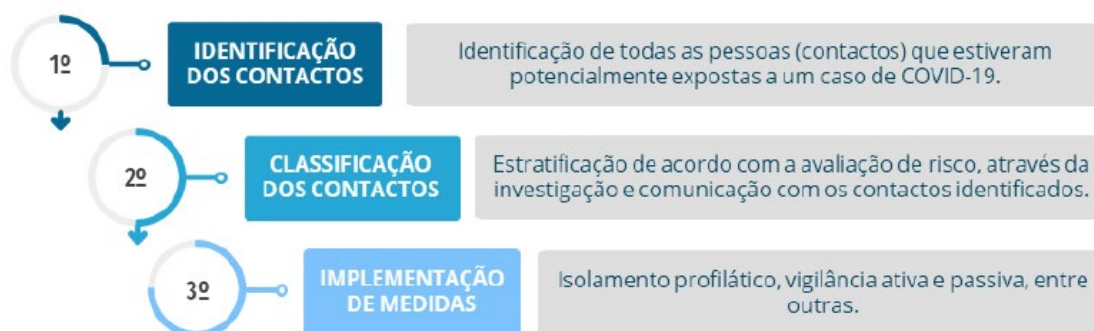 1º
IDENTIFICAÇÃO
DOS CONTACTOS
Identificação de todas as pessoas (contactos) que estiveram
potencialmente expostas a um caso de COVID-19.
2º
CLASSIFICAÇÃO
DOS CONTACTOS
Estratificação de acordo com a avaliação de risco, através da
investigação e comunicação com os contactos identificados.
3º
IMPLEMENTAÇÃO
DE MEDIDAS
Isolamento profilático, vigilância ativa e passiva, entre
outras.